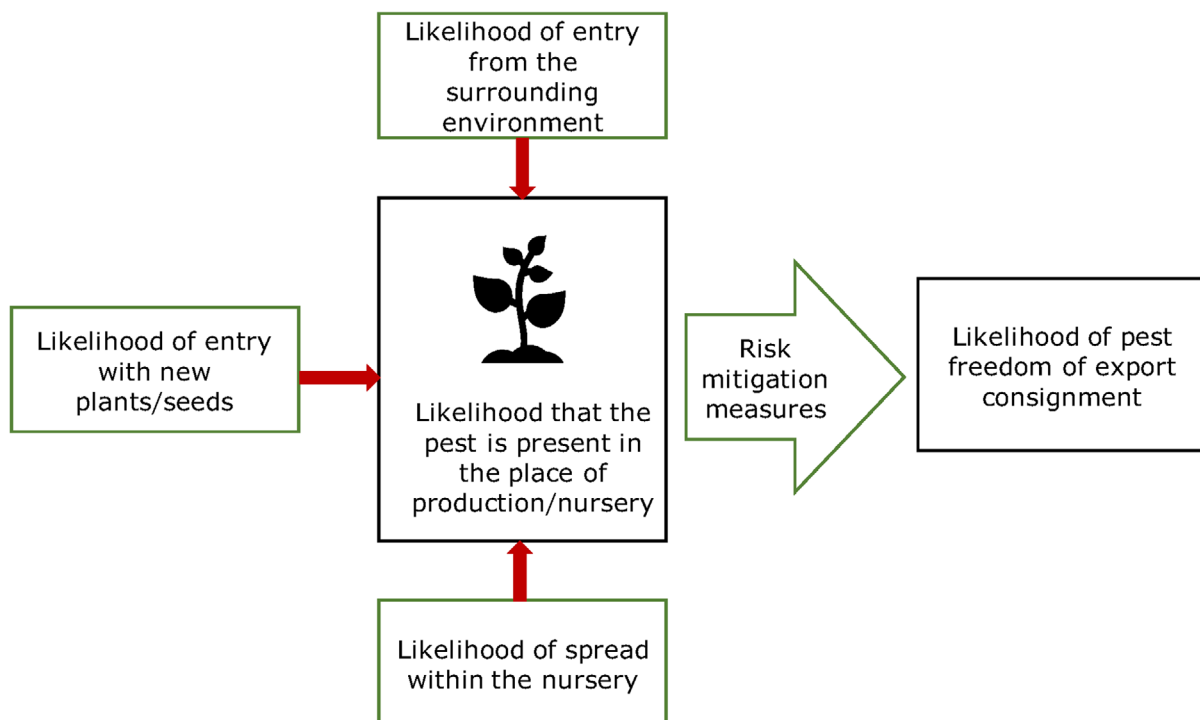 Likelihood of entry
from the
surrounding
environment
Likelihood of entry
with new
plants/seeds
Likelihood that the
pest is present in
the place of
production/nursery
Risk
mitigation
measures
Likelihood of pest
freedom of export
consignment
Likelihood of spread
within the nursery